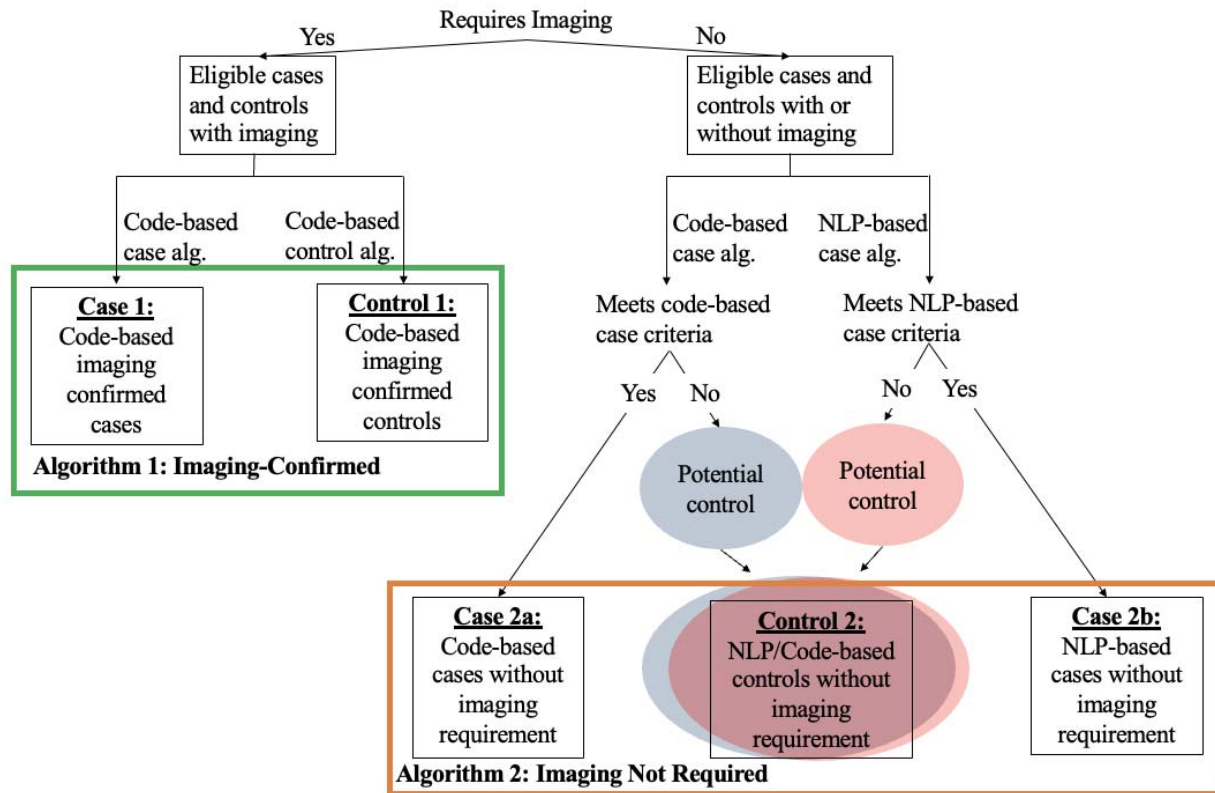 Requires Imaging
Yes
No
Eligible cases
and controls
with imaging
Eligible cases and
controls with or
without imaging
Code-based
case alg.
Code-based
control alg.
Code-based
case alg.
NLP-based
case alg.
Case 1:
Code-based
imaging
confirmed
cases
Control 1:
Code-based
imaging
confirmed
controls
Algorithm 1: Imaging-Confirmed
Meets code-based
case criteria
Meets NLP-based
case criteria
Yes
No
No
Yes
Potential
control
Potential
control
Case 2a:
Code-based
cases without
imaging
requirement
Control 2:
NLP/Code-based
controls without
imaging
requirement
Case 2b:
NLP-based
cases without
imaging
requirement
Algorithm 2: Imaging Not Required